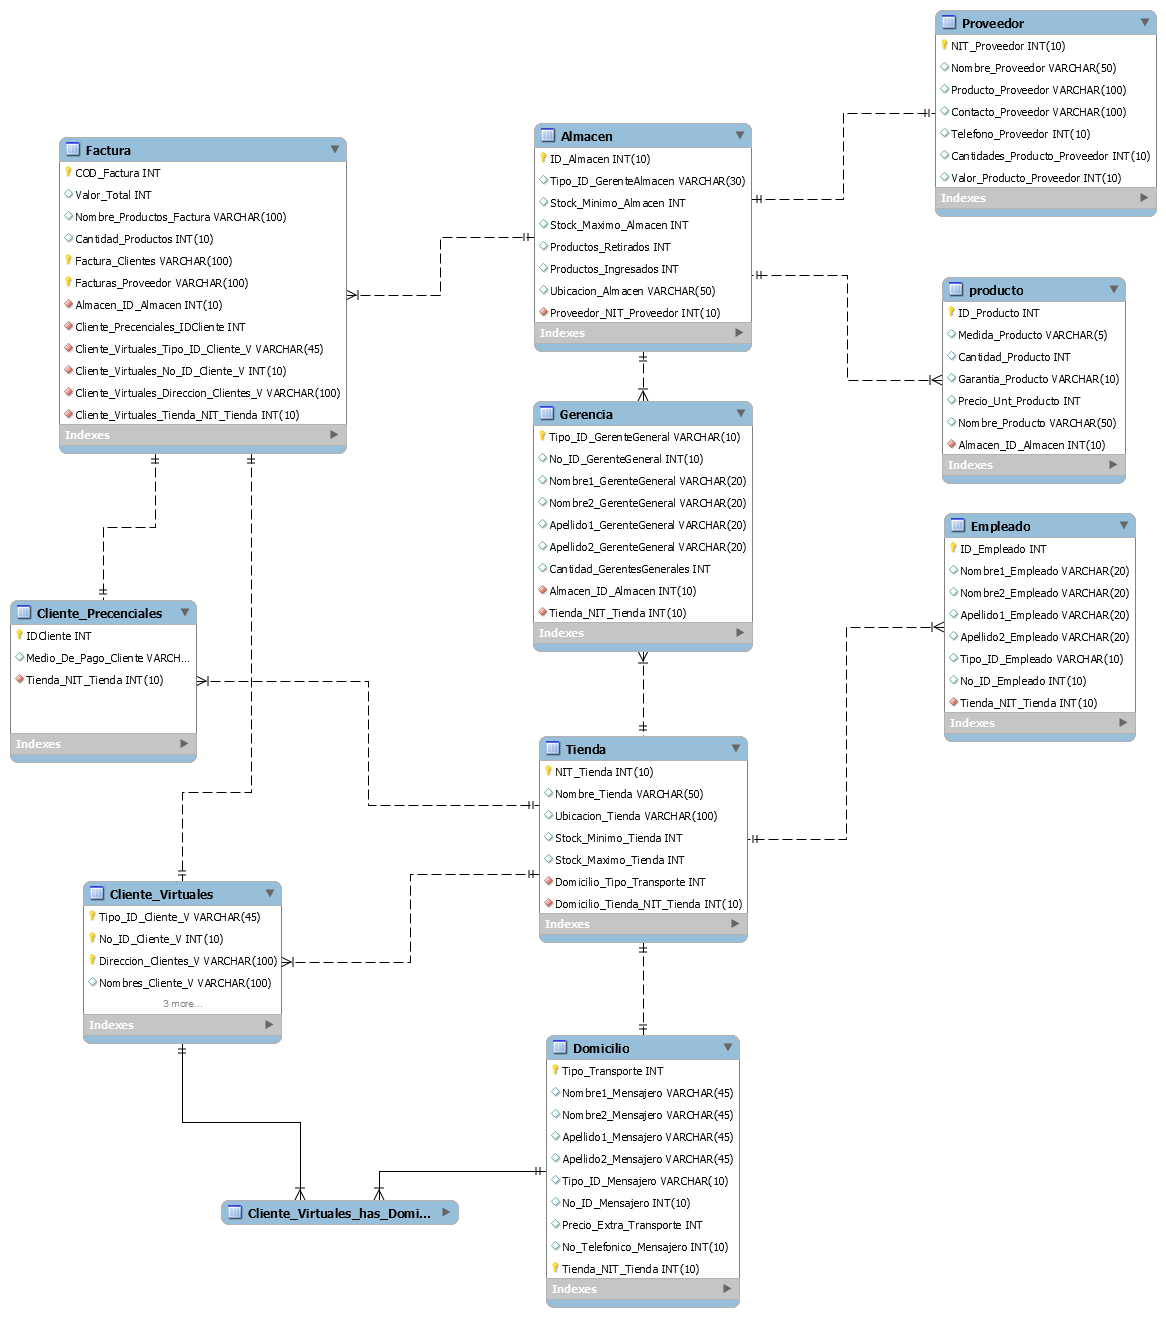 Proveedor
NIT_Proveedor INT(10)
Nombre_Proveedor VARCHAR(50)
Producto_Proveedor VARCHAR(100)
Contacto_Proveedor VARCHAR(100)
Telefono_Proveedor INT(10)
Cantidades_Producto_Proveedor INT(10)
Valor_Producto_Proveedor INT(10)
Indexes
Almacen
ID_Almacen INT(10)
Tipo_ID_GerenteAlmacen VARCHAR(30)
Stock_Minimo_Almacen INT
Stock_Maximo_Almacen INT
Productos_Retirados INT
Productos_Ingresados INT
Ubicacion_Almacen VARCHAR(50)
Proveedor_NIT_Proveedor INT(10)
Indexes
Factura
COD_Factura INT
Valor_Total INT
Nombre_Productos_Factura VARCHAR(100)
Cantidad_Productos INT(10)
Factura_Clientes VARCHAR(100)
Facturas_Proveedor VARCHAR(100)
Almacen_ID_Almacen INT(10)
Cliente_Precenciales_IDCliente INT
Cliente_Virtuales_Tipo_ID_Cliente_V VARCHAR(45)
Cliente_Virtuales_No_ID_Cliente_V INT(10)
Cliente_Virtuales_Direccion_Clientes_V VARCHAR(100)
Cliente_Virtuales_Tienda_NIT_Tienda INT(10)
Indexes
producto
ID_Producto INT
Medida_Producto VARCHAR(5)
Cantidad_Producto INT
Garantia_Producto VARCHAR(10)
Precio_Unt_Producto INT
Nombre_Producto VARCHAR(50)
Almacen_ID_Almacen INT(10)
Indexes
Gerencia
Tipo_ID_GerenteGeneral VARCHAR(10)
No_ID_GerenteGeneral INT(10)
Nombre1_GerenteGeneral VARCHAR(20)
Nombre2_GerenteGeneral VARCHAR(20)
Apellido1_GerenteGeneral VARCHAR(20)
Apellido2_GerenteGeneral VARCHAR(20)
Cantidad_GerentesGenerales INT
Almacen_ID_Almacen INT(10)
Tienda_NIT_Tienda INT(10)
Indexes
Empleado
ID_Empleado INT
Nombre1_Empleado VARCHAR(20)
Nombre2_Empleado VARCHAR(20)
Apellido1_Empleado VARCHAR(20)
Apellido2_Empleado VARCHAR(20)
Tipo_ID_Empleado VARCHAR(10)
No_ID_Empleado INT(10)
Tienda_NIT_Tienda INT(10)
Indexes
Cliente_Precenciales
IDCliente INT
Medio_De_Pago_Cliente VARCH...
Tienda_NIT_Tienda INT(10)
Indexes
Tienda
NIT_Tienda INT(10)
Nombre_Tienda VARCHAR(50)
Ubicacion_Tienda VARCHAR(100)
Stock_Minimo_Tienda INT
Stock_Maximo_Tienda INT
Domicilio_Tipo_Transporte INT
Domicilio_Tienda_NIT_Tienda INT(10)
Indexes
Cliente_Virtuales
Tipo_ID_Cliente_V VARCHAR(45)
No_ID_Cliente_V INT(10)
Direccion_Clientes_V VARCHAR(100)
Nombres_Cliente_V VARCHAR(100)
3 more...
Indexes
Domicilio
Tipo_Transporte INT
Nombre1_Mensajero VARCHAR(45)
Nombre2_Mensajero VARCHAR(45)
Apellido1_Mensajero VARCHAR(45)
Apellido2_Mensajero VARCHAR(45)
Tipo_ID_Mensajero VARCHAR(10)
No_ID_Mensajero INT(10)
Precio_Extra_Transporte INT
No_Telefonico_Mensajero INT(10)
Tienda_NIT_Tienda INT(10)
Indexes
Cliente_Virtuales_has_Domi...